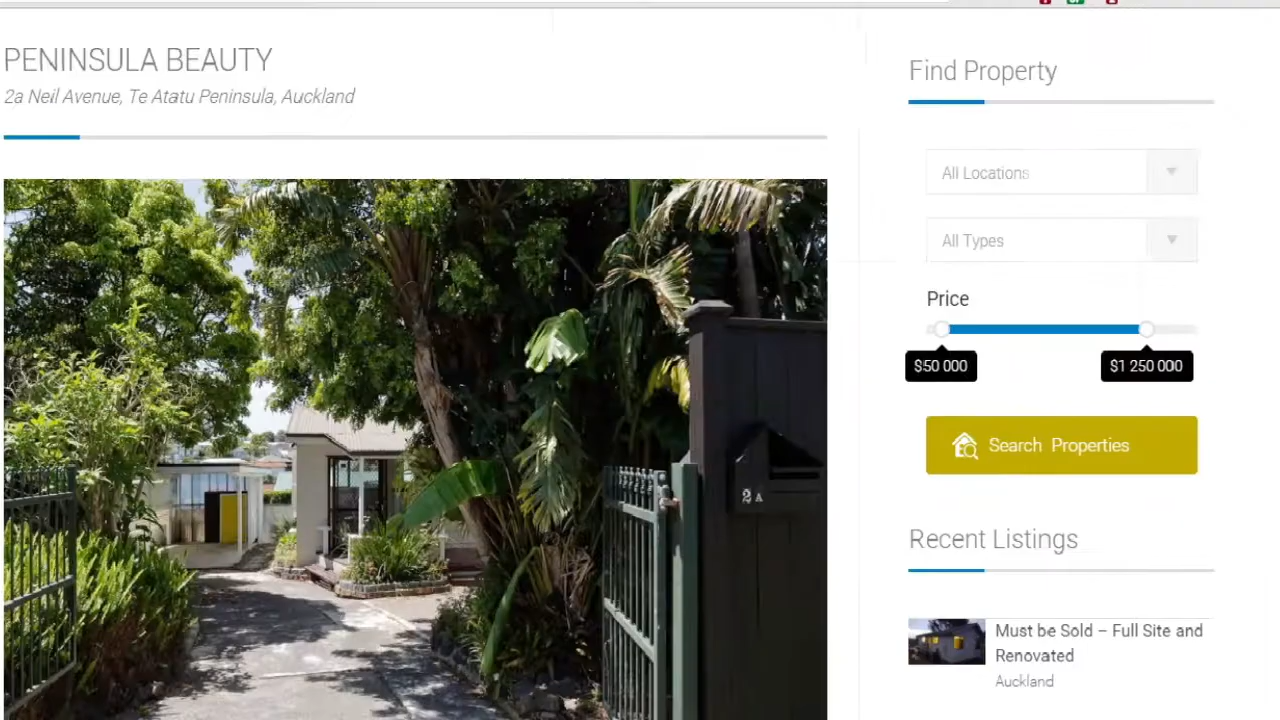 PENINSULA BEAUTY
2a Neil Avenue, Te Atatu Peninsula, Auckland
2 A
Find Property
All Locations
All Types
Price
$50 000
$1 250 000
Search Properties
Recent Listings
Must be Sold – Full Site and
Renovated
Auckland